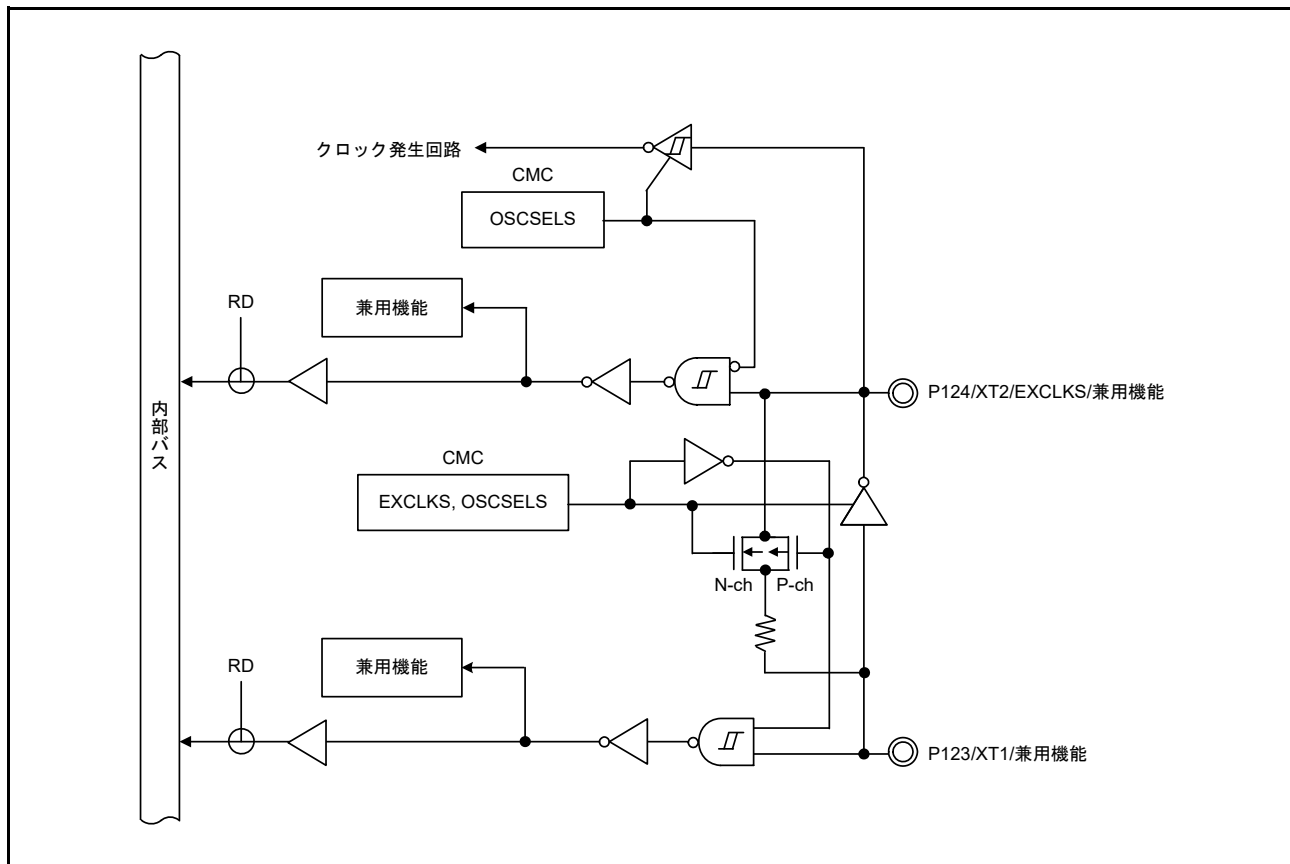 クロック発生回路
CMC
OSCSELS
RD
兼用機能
P124/XT2/EXCLKS/兼用機能
内部バス
CMC
EXCLKS, OSCSELS
N-ch
P-ch
RD
兼用機能
P123/XT1/兼用機能